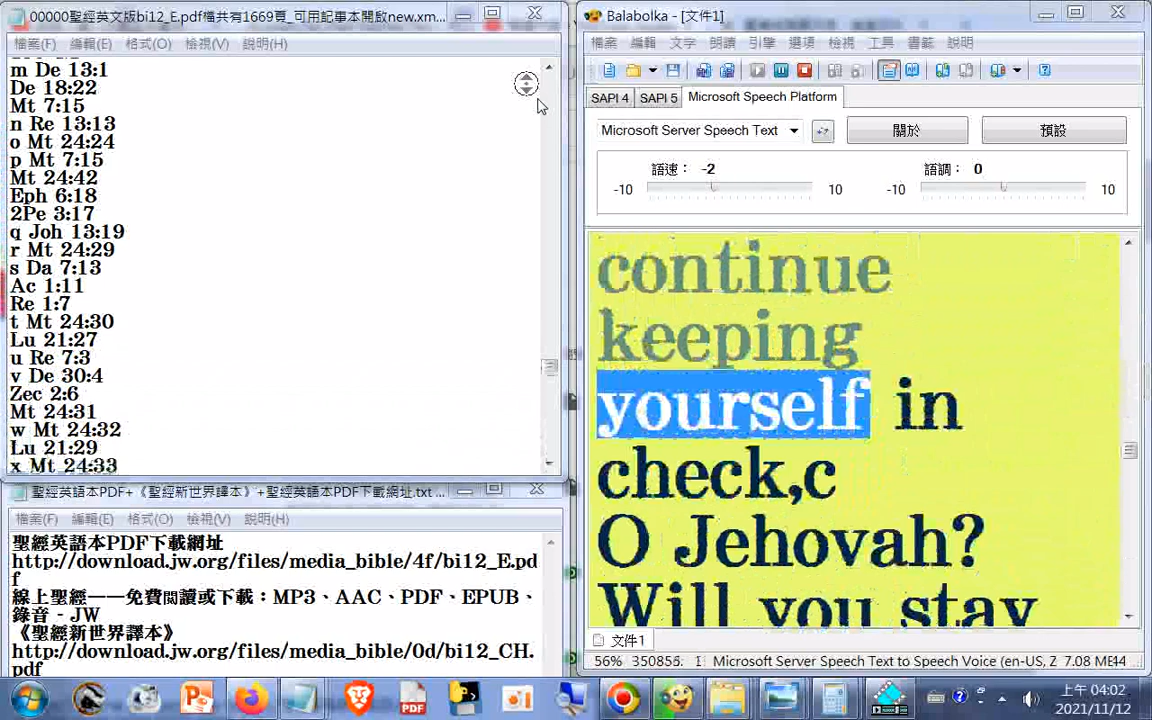 00000聖經英文版bi12_E.pdf檔共有1669頁_可用記事本開啟new.xm...
檔案(F) 編輯(E) 格式(O) 檢視(V) 說明(H)
m De 13:1
De 18:22
Mt 7:15
n Re 13:13
o Mt 24:24
p Mt 7:15
Mt 24:42
Eph 6:18
2Pe 3:17
q Joh 13:19
r Mt 24:29
s Da 7:13
Ac 1:11
Re 1:7
t Mt 24:30
Lu 21:27
u Re 7:3
v De 30:4
Zec 2:6
Mt 24:31
w Mt 24:32
Lu 21:29
x Mt 24:33
聖經英語本PDF+《聖經新世界譯本》+聖經英語本PDF下載網址.txt ...
檔案(F) 編輯(E) 格式(O) 檢視(V) 說明(H)
聖經英語本PDF下載網址
http://download.jw.org/files/media_bible/4f/bi12_E.pd
f
線上聖經——免費閱讀或下載：MP3、AAC、PDF、EPUB、
錄音 - JW
《聖經新世界譯本》
http://download.jw.org/files/media_bible/0d/bi12_CH.
pdf
Balabolka - [文件1]
檔案 編輯 文字 朗讀 引擎 選項 檢視 工具 書籤 說明
SAPI 4 SAPI 5 Microsoft Speech Platform
Microsoft Server Speech Text 關於 預設
語速： -2 語調： 0
-10 10 -10 10
continue
keeping
yourself in
check,c
O Jehovah?
Will you stay
文件1
56% 350855. Microsoft Server Speech Text to Speech Voice (en-US, Z 7.08 ME44
PDF
上午 04:02
2021/11/12